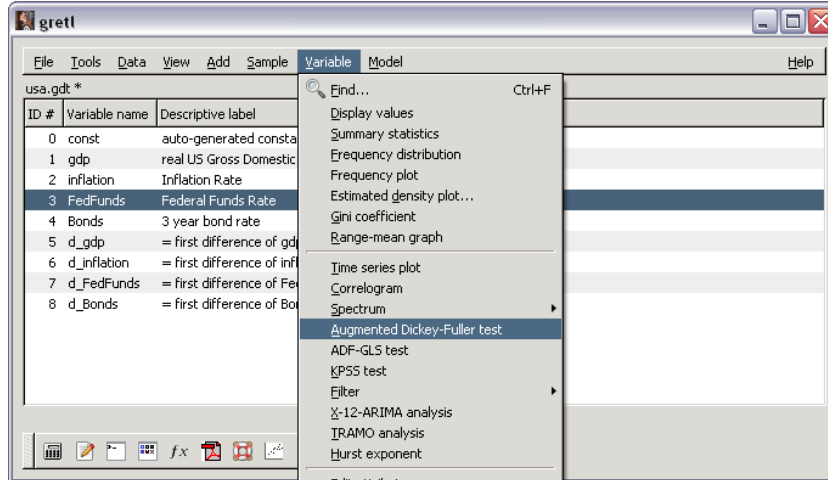 gretl
File Tools Data View Add Sample Variable Model Help
usa.gdt *
ID # Variable name Descriptive label
0 const auto-generated consta
1 gdp real US Gross Domestic
2 inflation Inflation Rate
3 FedFunds Federal Funds Rate
4 Bonds 3 year bond rate
5 d_gdp = first difference of gdp
6 d_inflation = first difference of infl
7 d_FedFunds = first difference of Fe
8 d_Bonds = first difference of Bo
Find... Ctrl+F
Display values
Summary statistics
Frequency distribution
Frequency plot
Estimated density plot...
Gini coefficient
Range-mean graph
Time series plot
Correlogram
Spectrum
Augmented Dickey-Fuller test
ADF-GLS test
KPSS test
Filter
X-12-ARIMA analysis
TRAMO analysis
Hurst exponent
fx